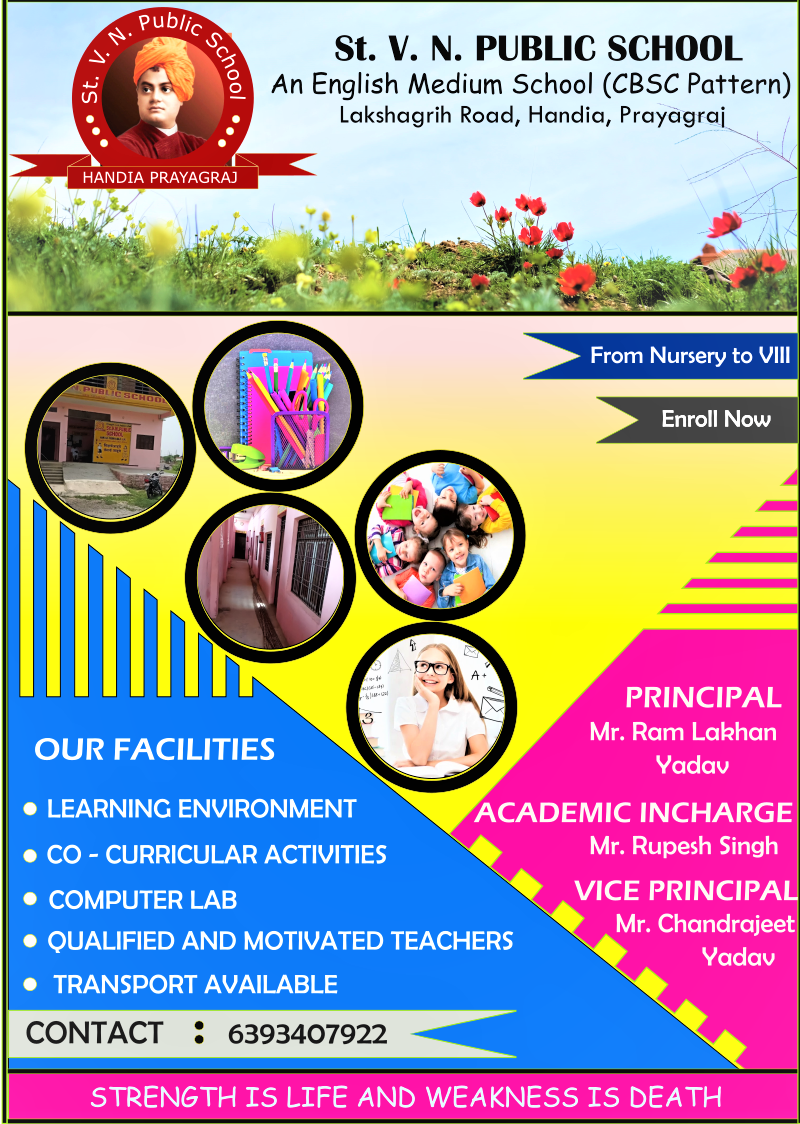 St. V. N. Public School
HANDIA PRAYAGRAJ
St. V. N. PUBLIC SCHOOL
An English Medium School (CBSC Pattern)
Lakshagrih Road, Handia, Prayagraj
From Nursery to VIII
Enroll Now
PUBLIC SCHOOL
SCHOOL
A+
3
PRINCIPAL
Mr. Ram Lakhan
Yadav
ACADEMIC INCHARGE
Mr. Rupesh Singh
VICE PRINCIPAL
Mr. Chandrajeet
Yadav
OUR FACILITIES
LEARNING ENVIRONMENT
CO - CURRICULAR ACTIVITIES
COMPUTER LAB
QUALIFIED AND MOTIVATED TEACHERS
TRANSPORT AVAILABLE
CONTACT : 6393407922
STRENGTH IS LIFE AND WEAKNESS IS DEATH